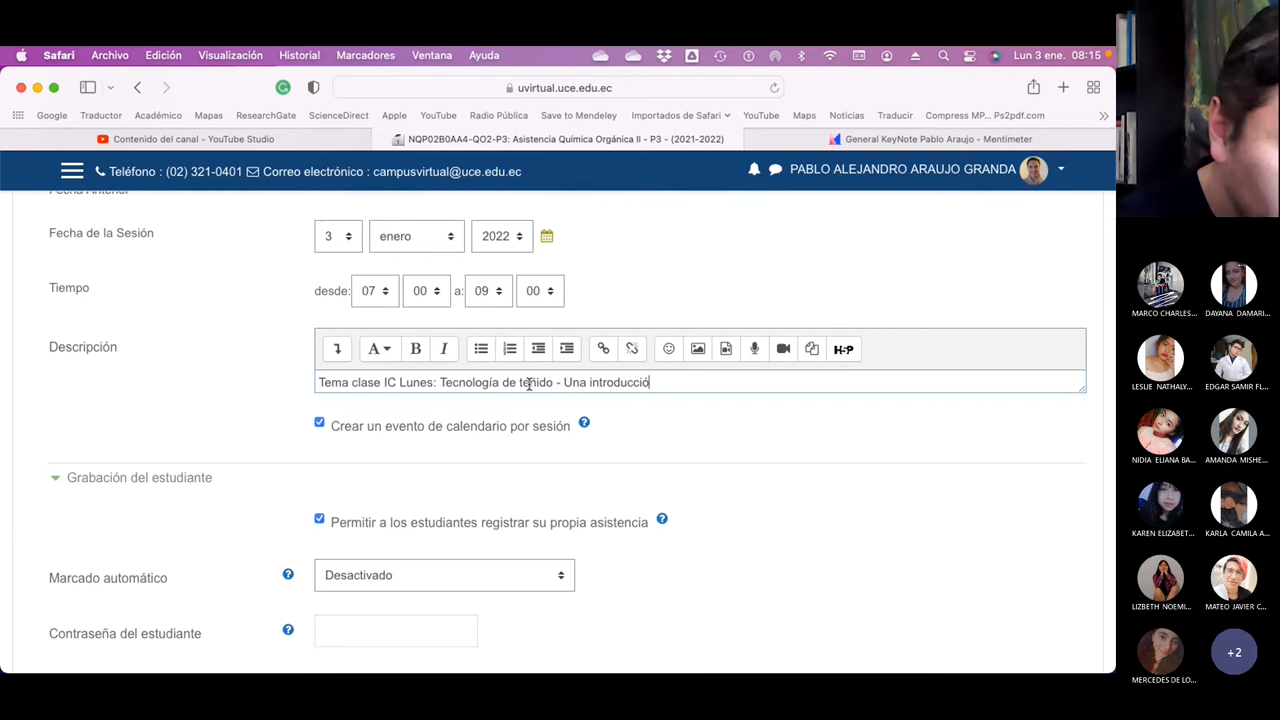 Safari Archivo Edición Visualización Historial Marcadores Ventana Ayuda Lun 3 ene. 08:15
uvirtual.uce.edu.ec
Google Traductor Académico Mapas ResearchGate ScienceDirect Apple YouTube Radio Pública Save to Mendeley Importados de Safari YouTube Maps Noticias Traducir Compress MP... Ps2pdf.com
Contenido del canal - YouTube Studio NQP02B0AA4-QO2-P3: Asistencia Química Orgánica II - P3 - (2021-2022) General KeyNote Pablo Araujo - Mentimeter
Teléfono : (02) 321-0401 Correo electrónico : campusvirtual@uce.edu.ec PABLO ALEJANDRO ARAUJO GRANDA
Fecha Anterior
Fecha de la Sesión 3 enero 2022
Tiempo desde: 07 00 a: 09 00
Descripción A B I H-P
Tema clase IC Lunes: Tecnología de teñido - Una introducció
Crear un evento de calendario por sesión
Grabación del estudiante
Permitir a los estudiantes registrar su propia asistencia
Marcado automático Desactivado
Contraseña del estudiante
MARCO CHARLES... DAYANA DAMARI...
LESLIE NATHALY... EDGAR SAMIR FL...
NIDIA ELIANA BA... AMANDA MISHE...
KAREN ELIZABET... KARLA CAMILA A...
LIZBETH NOEMI... MATEO JAVIER C...
MERCEDES DE LO... +2